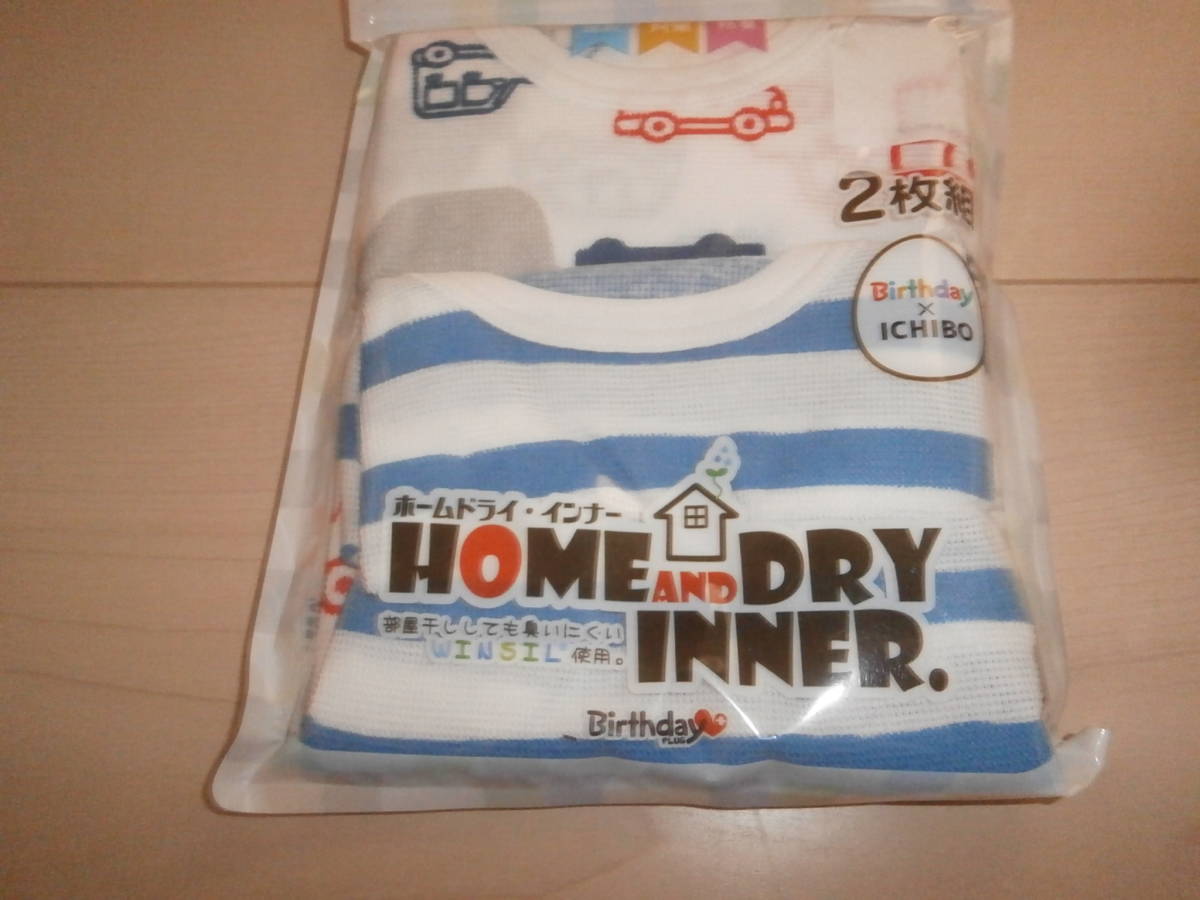 2枚組
Birthday
×
ICHIBO
ホームドライ・インナー
HOME AND DRY
INNER.
部屋干ししても臭いにくい
WINSIL 使用。
Birthday
PLUS